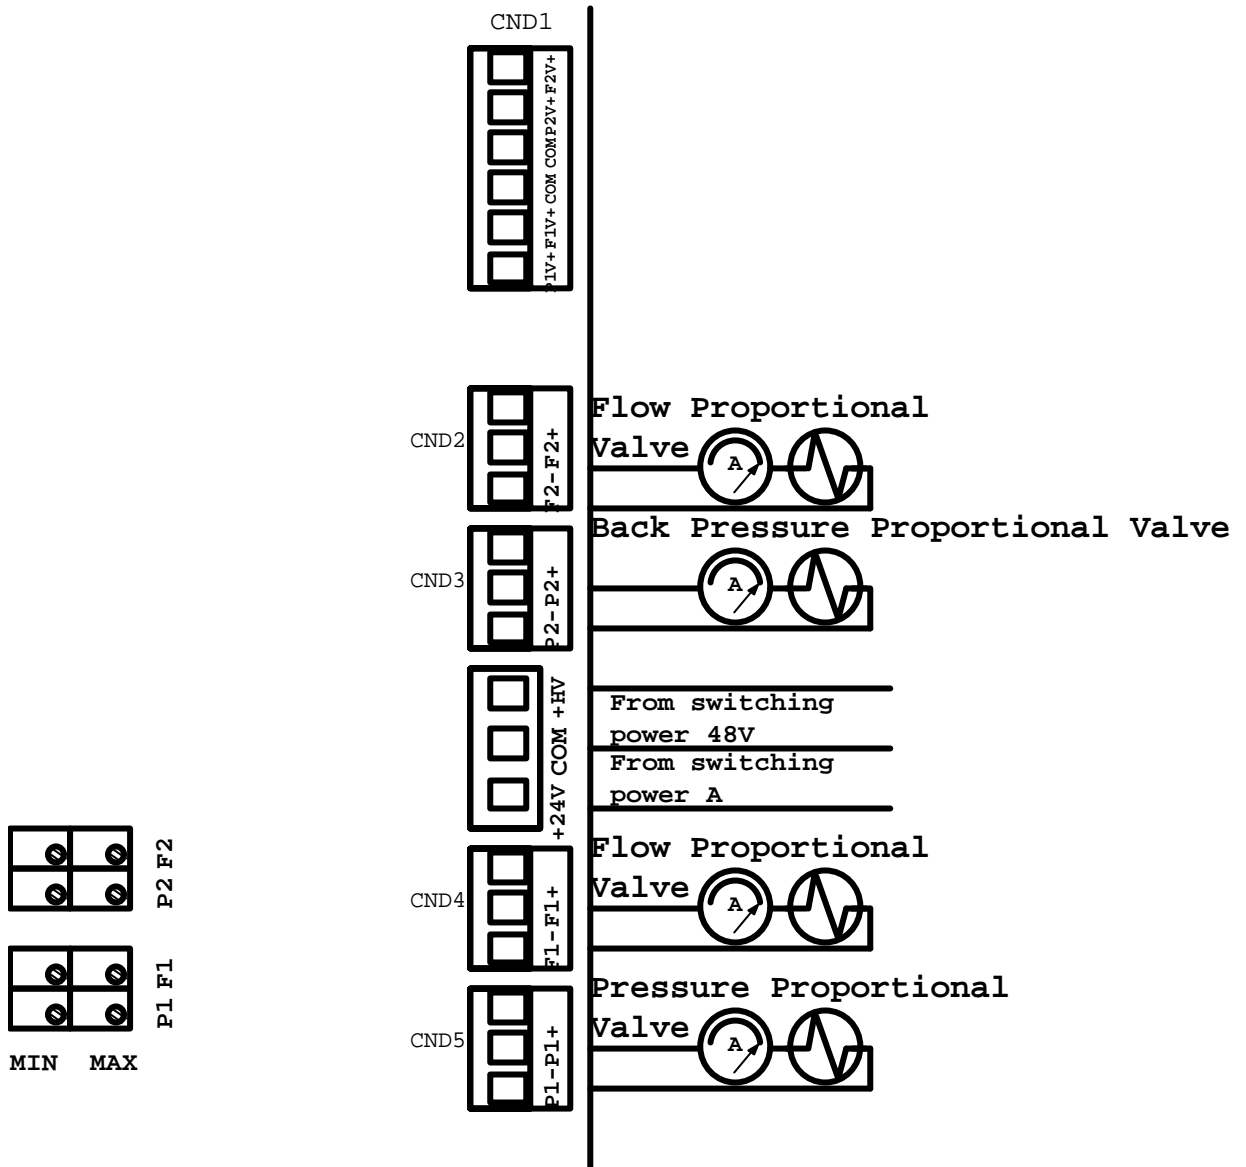 CND1
P1V+ F1V+ COM COM P2V+ F2V+
Flow Proportional
Valve
CND2
F2- F2+
A
Back Pressure Proportional Valve
CND3
P2- P2+
A
+24V COM +HV
From switching
power 48V
From switching
power A
Flow Proportional
Valve
CND4
F1- F1+
A
Pressure Proportional
Valve
CND5
P1- P1+
A
P2 F2
P1 F1
MIN MAX